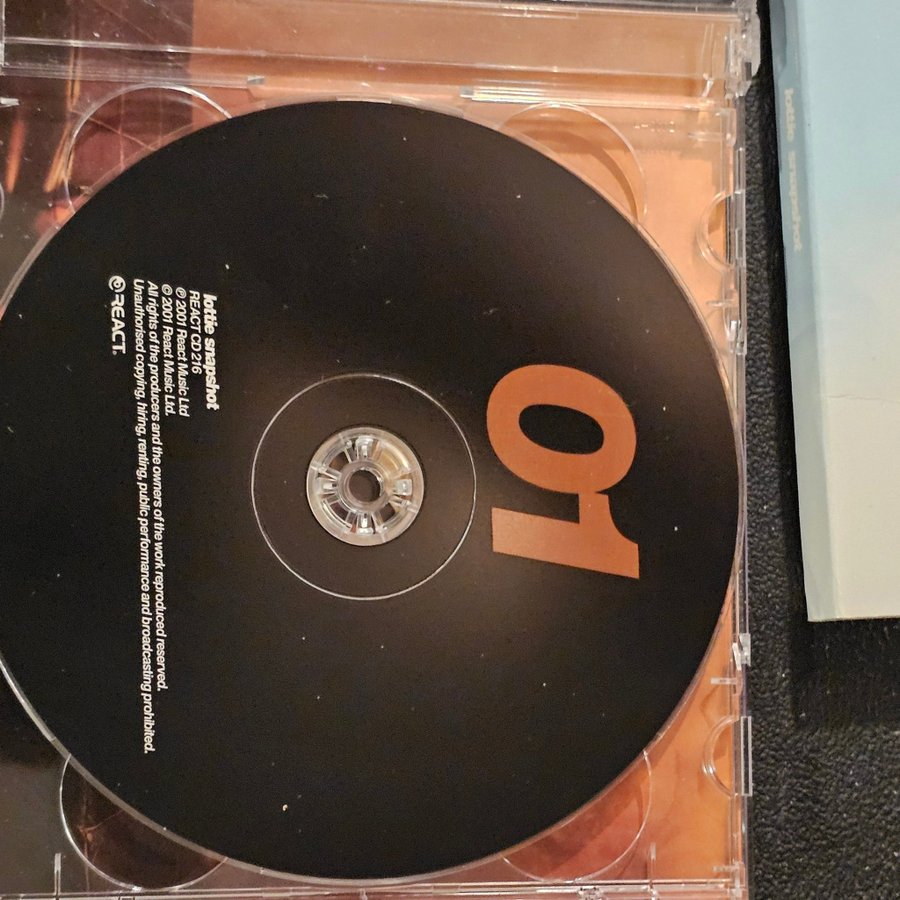 01
lottie snapshot
REACT CD 216
℗ 2001 React Music Ltd
© 2001 React Music Ltd.
All rights of the producers and the owners of the work reproduced reserved.
Unauthorised copying, hiring, renting, public performance and broadcasting prohibited.
REACT®
lottie snapshot